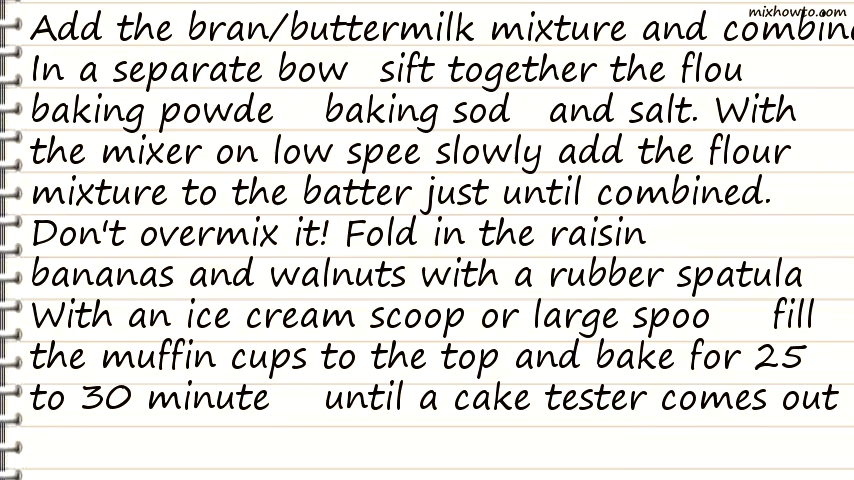 mixhowto.com
Add the bran/buttermilk mixture and combine
In a separate bow sift together the flou
baking powde baking sod and salt. With
the mixer on low spee slowly add the flour
mixture to the batter just until combined.
Don't overmix it! Fold in the raisin
bananas and walnuts with a rubber spatula
With an ice cream scoop or large spoo fill
the muffin cups to the top and bake for 25
to 30 minute until a cake tester comes out